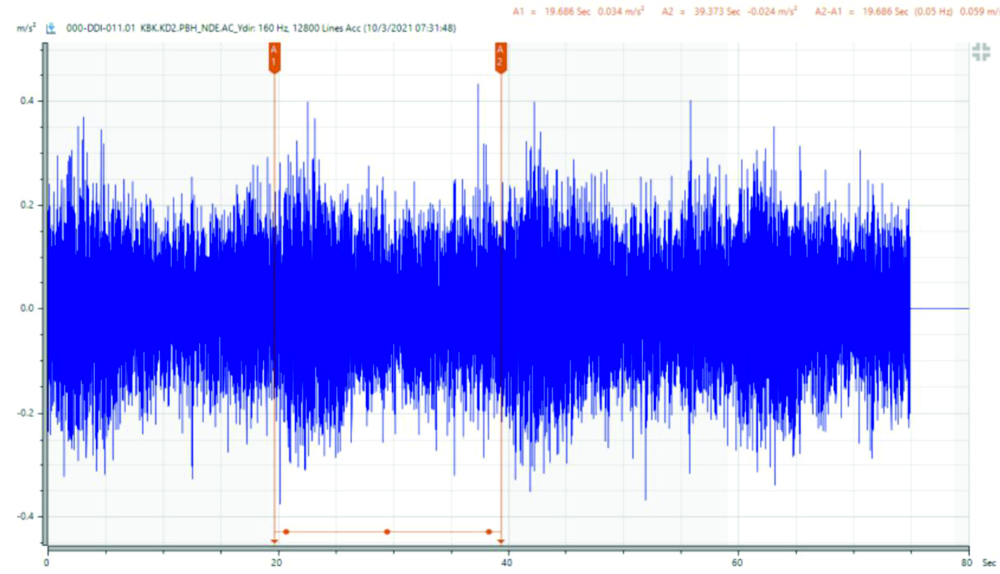 A1 = 19.686 Sec 0.034 m/s² A2 = 39.373 Sec -0.024 m/s² A2-A1 = 19.686 Sec (0.05 Hz) 0.059 m/s
m/s² 000-DDI-011.01 KBK.KD2.PBH_NDE.AC_Ydir: 160 Hz, 12800 Lines Acc (10/3/2021 07:31:48)
A
1
A
2
0.4
0.2
0.0
-0.2
-0.4
0 20 40 60 80 Sec